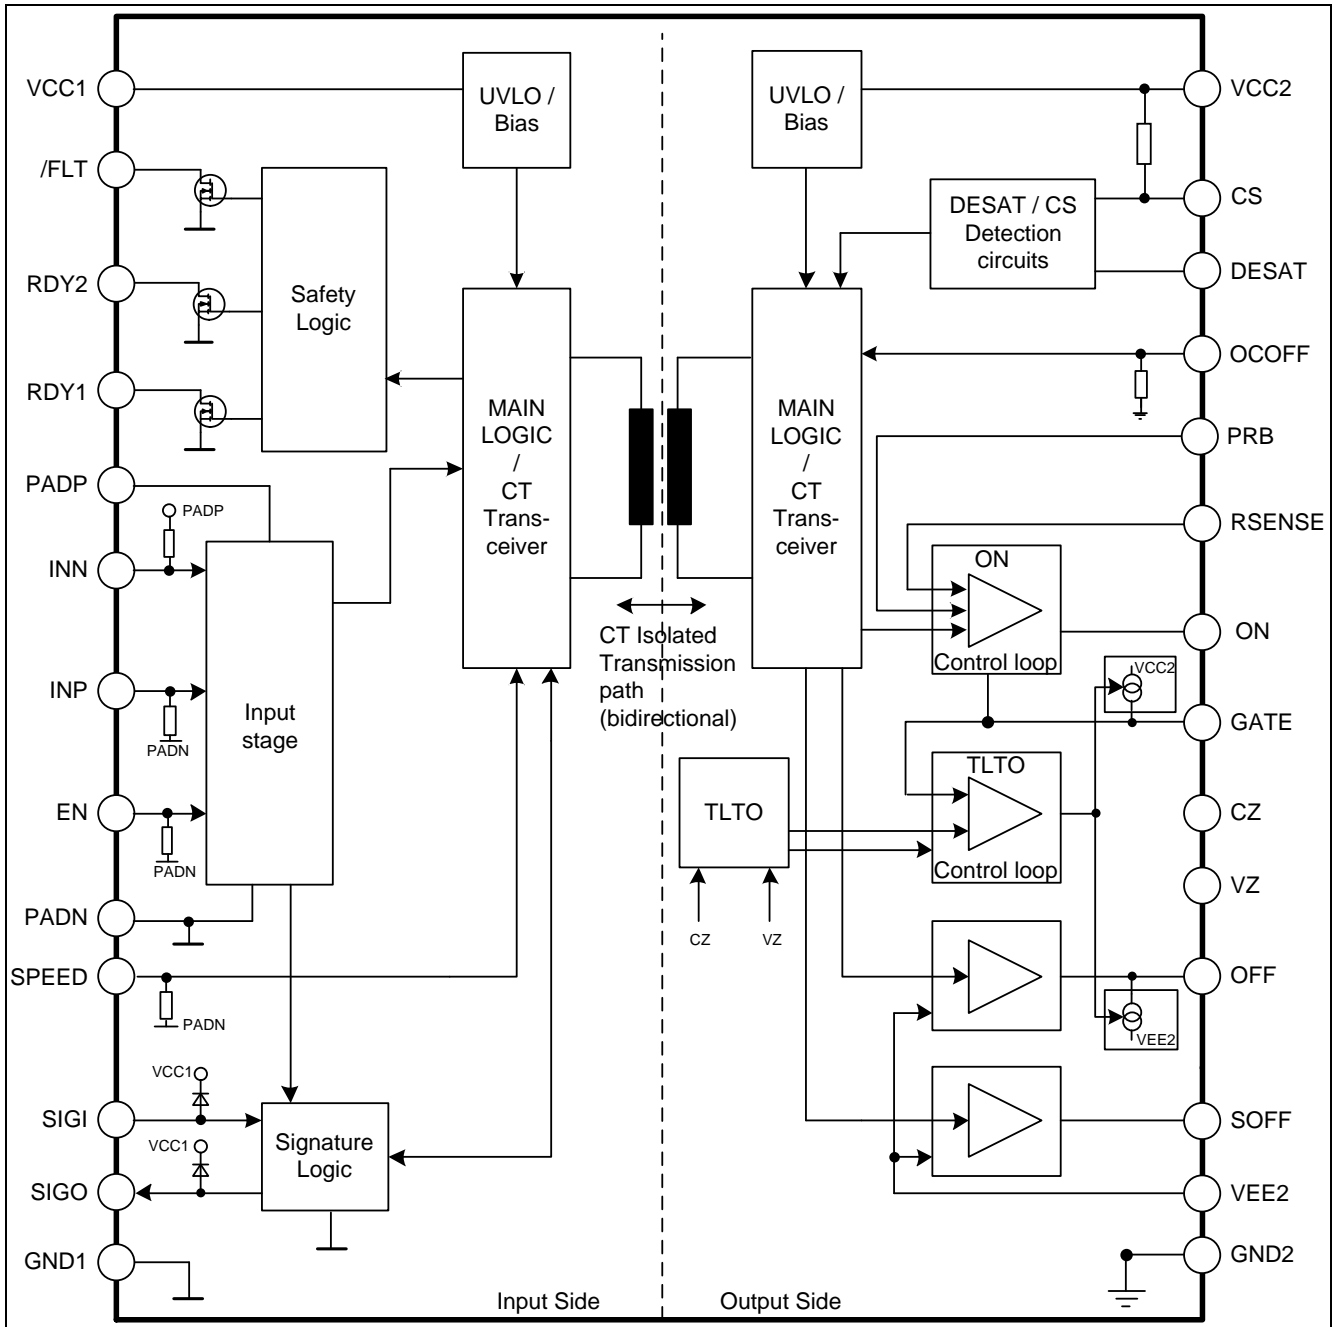 VCC1
/FLT
RDY2
RDY1
PADP
INN
INP
EN
PADN
SPEED
SIGI
SIGO
GND1
UVLO /
Bias
Safety
Logic
MAIN
LOGIC
/
CT
Trans-
ceiver
PADP
PADN
PADN
Input
stage
PADN
VCC1
VCC1
Signature
Logic
Input Side
CT Isolated
Transmission
path
(bidirectional)
UVLO /
Bias
DESAT / CS
Detection
circuits
MAIN
LOGIC
/
CT
Trans-
ceiver
ON
Control loop
VCC2
TLTO
CZ
VZ
TLTO
Control loop
VEE2
Output Side
VCC2
CS
DESAT
OCOFF
PRB
RSENSE
ON
GATE
CZ
VZ
OFF
SOFF
VEE2
GND2